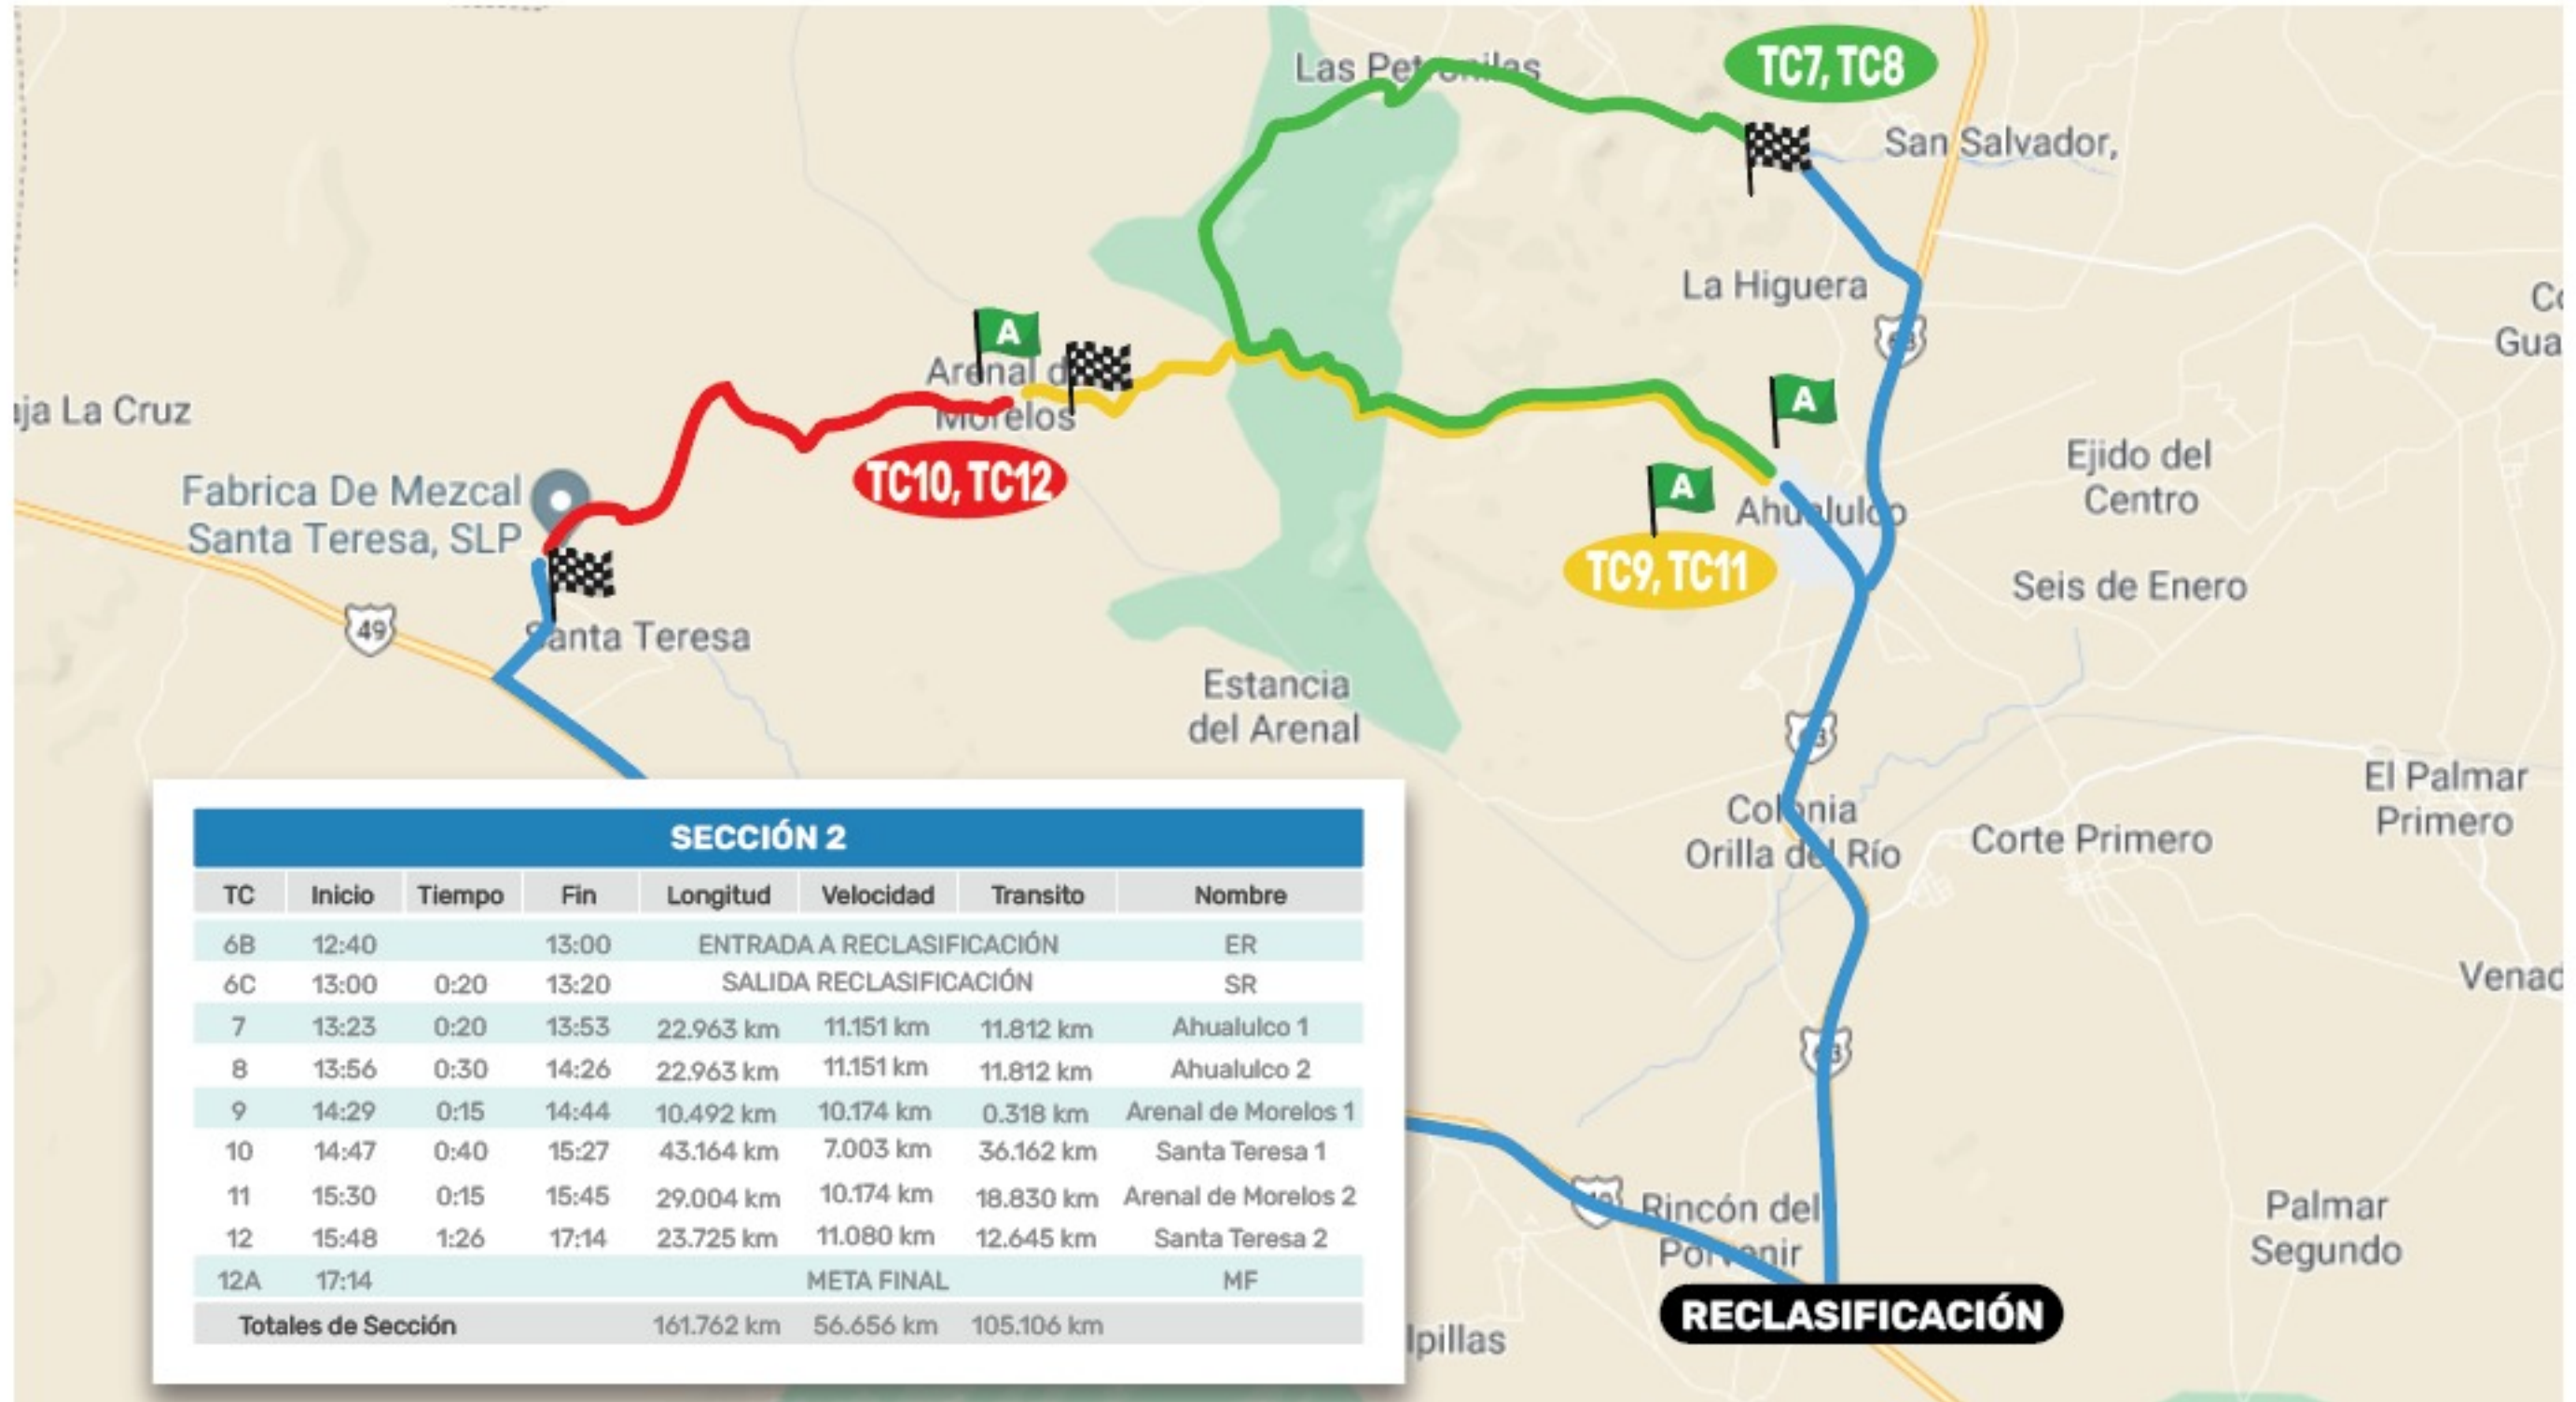 Las Petronilas
TC7, TC8
San Salvador,
La Higuera
A
Arenal d
Morelos
TC10, TC12
A
Ahualulco
A
TC9, TC11
aja La Cruz
Fabrica De Mezcal
Santa Teresa, SLP
49
Santa Teresa
Estancia
del Arenal
Ejido del
Centro
Seis de Enero
Gua
63
Colonia
Orilla del Río
Corte Primero
El Palmar
Primero
Venad
63
Rincón del
Porvenir
Palmar
Segundo
RECLASIFICACIÓN
lpillas
SECCIÓN 2
TC Inicio Tiempo Fin Longitud Velocidad Transito Nombre
6B 12:40 13:00 ENTRADA A RECLASIFICACIÓN ER
6C 13:00 0:20 13:20 SALIDA RECLASIFICACIÓN SR
7 13:23 0:20 13:53 22.963 km 11.151 km 11.812 km Ahualulco 1
8 13:56 0:30 14:26 22.963 km 11.151 km 11.812 km Ahualulco 2
9 14:29 0:15 14:44 10.492 km 10.174 km 0.318 km Arenal de Morelos 1
10 14:47 0:40 15:27 43.164 km 7.003 km 36.162 km Santa Teresa 1
11 15:30 0:15 15:45 29.004 km 10.174 km 18.830 km Arenal de Morelos 2
12 15:48 1:26 17:14 23.725 km 11.080 km 12.645 km Santa Teresa 2
12A 17:14 META FINAL MF
Totales de Sección 161.762 km 56.656 km 105.106 km